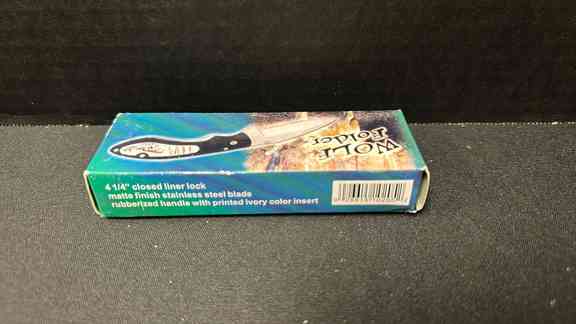 WOLF
Folder
4 1/4" closed liner lock
matte finish stainless steel blade
rubberized handle with printed ivory color insert